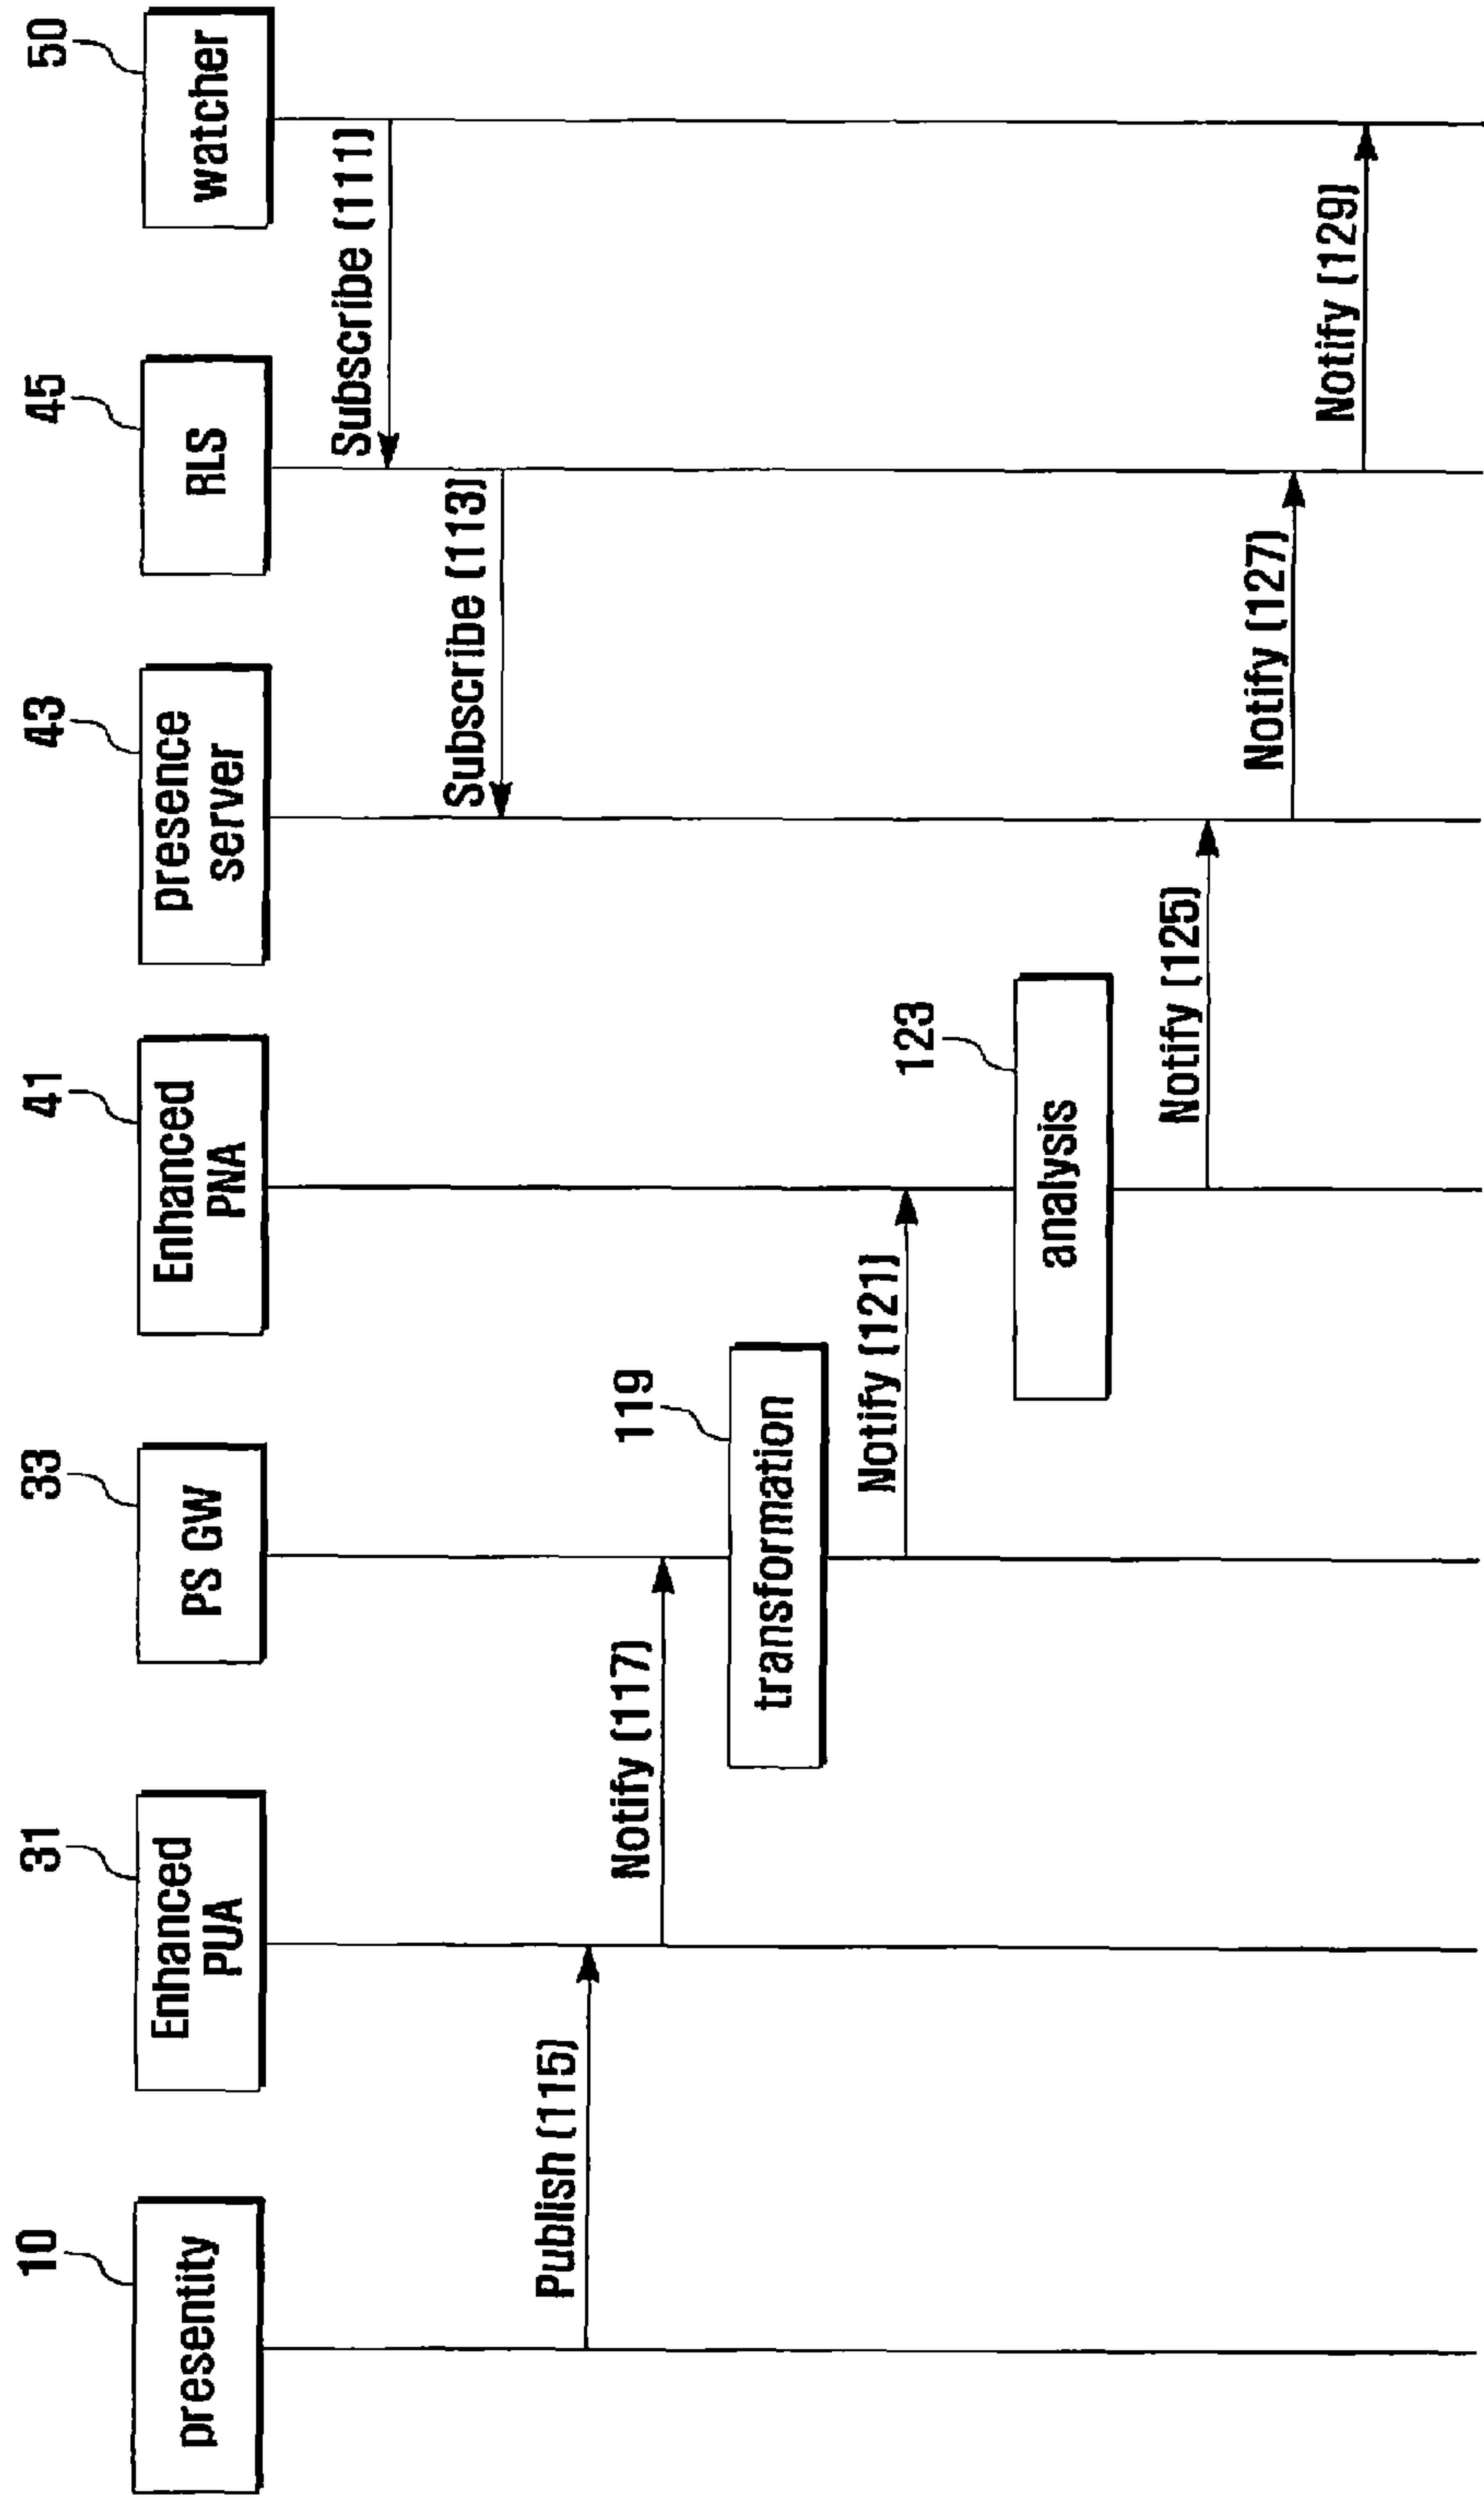 10
31
33
41
43
45
50
presentity
Enhanced
PUA
PS GW
Enhanced
PNA
presence
server
RLS
watcher
Subscribe (111)
Subscribe (113)
Publish (115)
Notify (117)
119
transformation
Notify (121)
123
analysis
Notify (125)
Notify (127)
Notify (129)